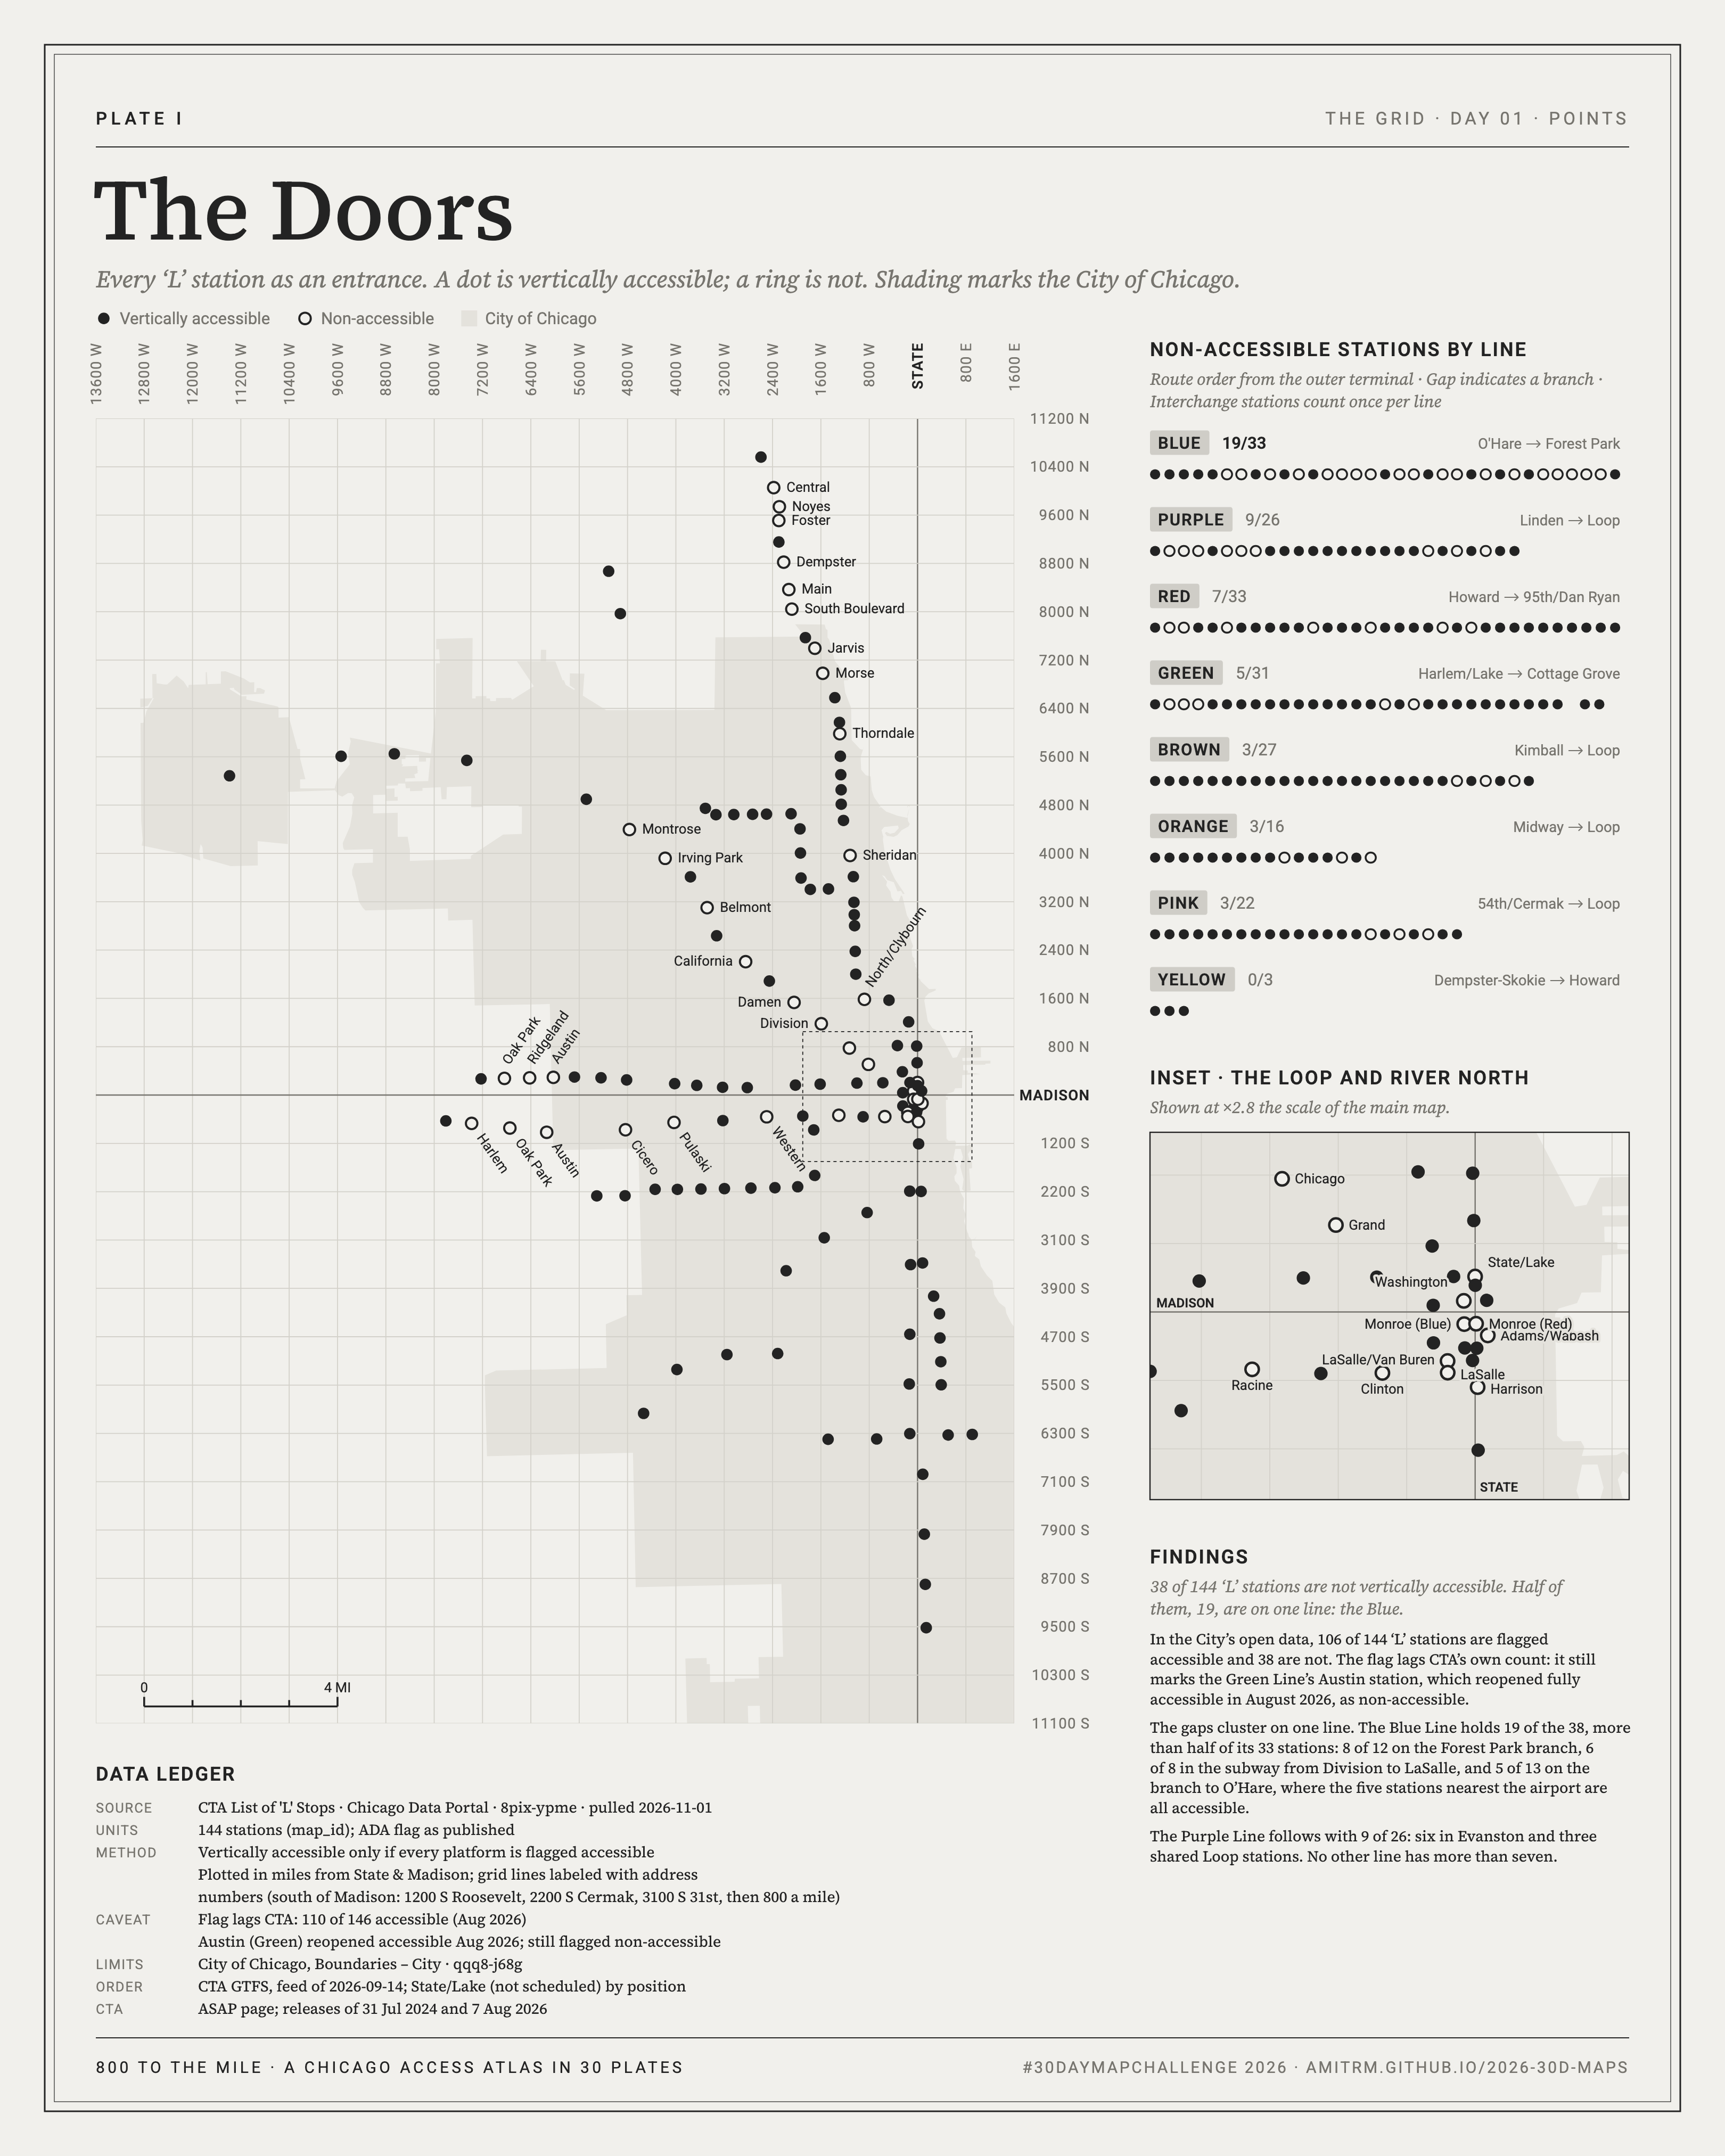 PLATE I
THE GRID · DAY 01 · POINTS
The Doors
Every ‘L’ station as an entrance. A dot is vertically accessible; a ring is not. Shading marks the City of Chicago.
Vertically accessible
Non-accessible
City of Chicago
13600 W
12800 W
12000 W
11200 W
10400 W
9600 W
8800 W
8000 W
7200 W
6400 W
5600 W
4800 W
4000 W
3200 W
2400 W
1600 W
800 W
STATE
800 E
1600 E
11200 N
10400 N
9600 N
8800 N
8000 N
7200 N
6400 N
5600 N
4800 N
4000 N
3200 N
2400 N
1600 N
800 N
MADISON
1200 S
2200 S
3100 S
3900 S
4700 S
5500 S
6300 S
7100 S
7900 S
8700 S
9500 S
10300 S
11100 S
Central
Noyes
Foster
Dempster
Main
South Boulevard
Jarvis
Morse
Thorndale
Montrose
Irving Park
Sheridan
Belmont
North/Clybourn
California
Damen
Division
Oak Park
Ridgeland
Austin
Harlem
Oak Park
Austin
Cicero
Pulaski
Western
0
4 MI
NON-ACCESSIBLE STATIONS BY LINE
Route order from the outer terminal · Gap indicates a branch ·
Interchange stations count once per line
BLUE 19/33 O'Hare → Forest Park
PURPLE 9/26 Linden → Loop
RED 7/33 Howard → 95th/Dan Ryan
GREEN 5/31 Harlem/Lake → Cottage Grove
BROWN 3/27 Kimball → Loop
ORANGE 3/16 Midway → Loop
PINK 3/22 54th/Cermak → Loop
YELLOW 0/3 Dempster-Skokie → Howard
INSET · THE LOOP AND RIVER NORTH
Shown at ×2.8 the scale of the main map.
Chicago
Grand
State/Lake
Washington
MADISON
Monroe (Blue)
Monroe (Red)
Adams/Wabash
LaSalle/Van Buren
LaSalle
Racine
Clinton
Harrison
STATE
FINDINGS
38 of 144 ‘L’ stations are not vertically accessible. Half of
them, 19, are on one line: the Blue.
In the City’s open data, 106 of 144 ‘L’ stations are flagged
accessible and 38 are not. The flag lags CTA’s own count: it still
marks the Green Line’s Austin station, which reopened fully
accessible in August 2026, as non-accessible.
The gaps cluster on one line. The Blue Line holds 19 of the 38, more
than half of its 33 stations: 8 of 12 on the Forest Park branch, 6
of 8 in the subway from Division to LaSalle, and 5 of 13 on the
branch to O’Hare, where the five stations nearest the airport are
all accessible.
The Purple Line follows with 9 of 26: six in Evanston and three
shared Loop stations. No other line has more than seven.
DATA LEDGER
SOURCE CTA List of 'L' Stops · Chicago Data Portal · 8pix-ypme · pulled 2026-11-01
UNITS 144 stations (map_id); ADA flag as published
METHOD Vertically accessible only if every platform is flagged accessible
Plotted in miles from State & Madison; grid lines labeled with address
numbers (south of Madison: 1200 S Roosevelt, 2200 S Cermak, 3100 S 31st, then 800 a mile)
CAVEAT Flag lags CTA: 110 of 146 accessible (Aug 2026)
Austin (Green) reopened accessible Aug 2026; still flagged non-accessible
LIMITS City of Chicago, Boundaries – City · qqq8-j68g
ORDER CTA GTFS, feed of 2026-09-14; State/Lake (not scheduled) by position
CTA ASAP page; releases of 31 Jul 2024 and 7 Aug 2026
800 TO THE MILE · A CHICAGO ACCESS ATLAS IN 30 PLATES
#30DAYMAPCHALLENGE 2026 · AMITRM.GITHUB.IO/2026-30D-MAPS